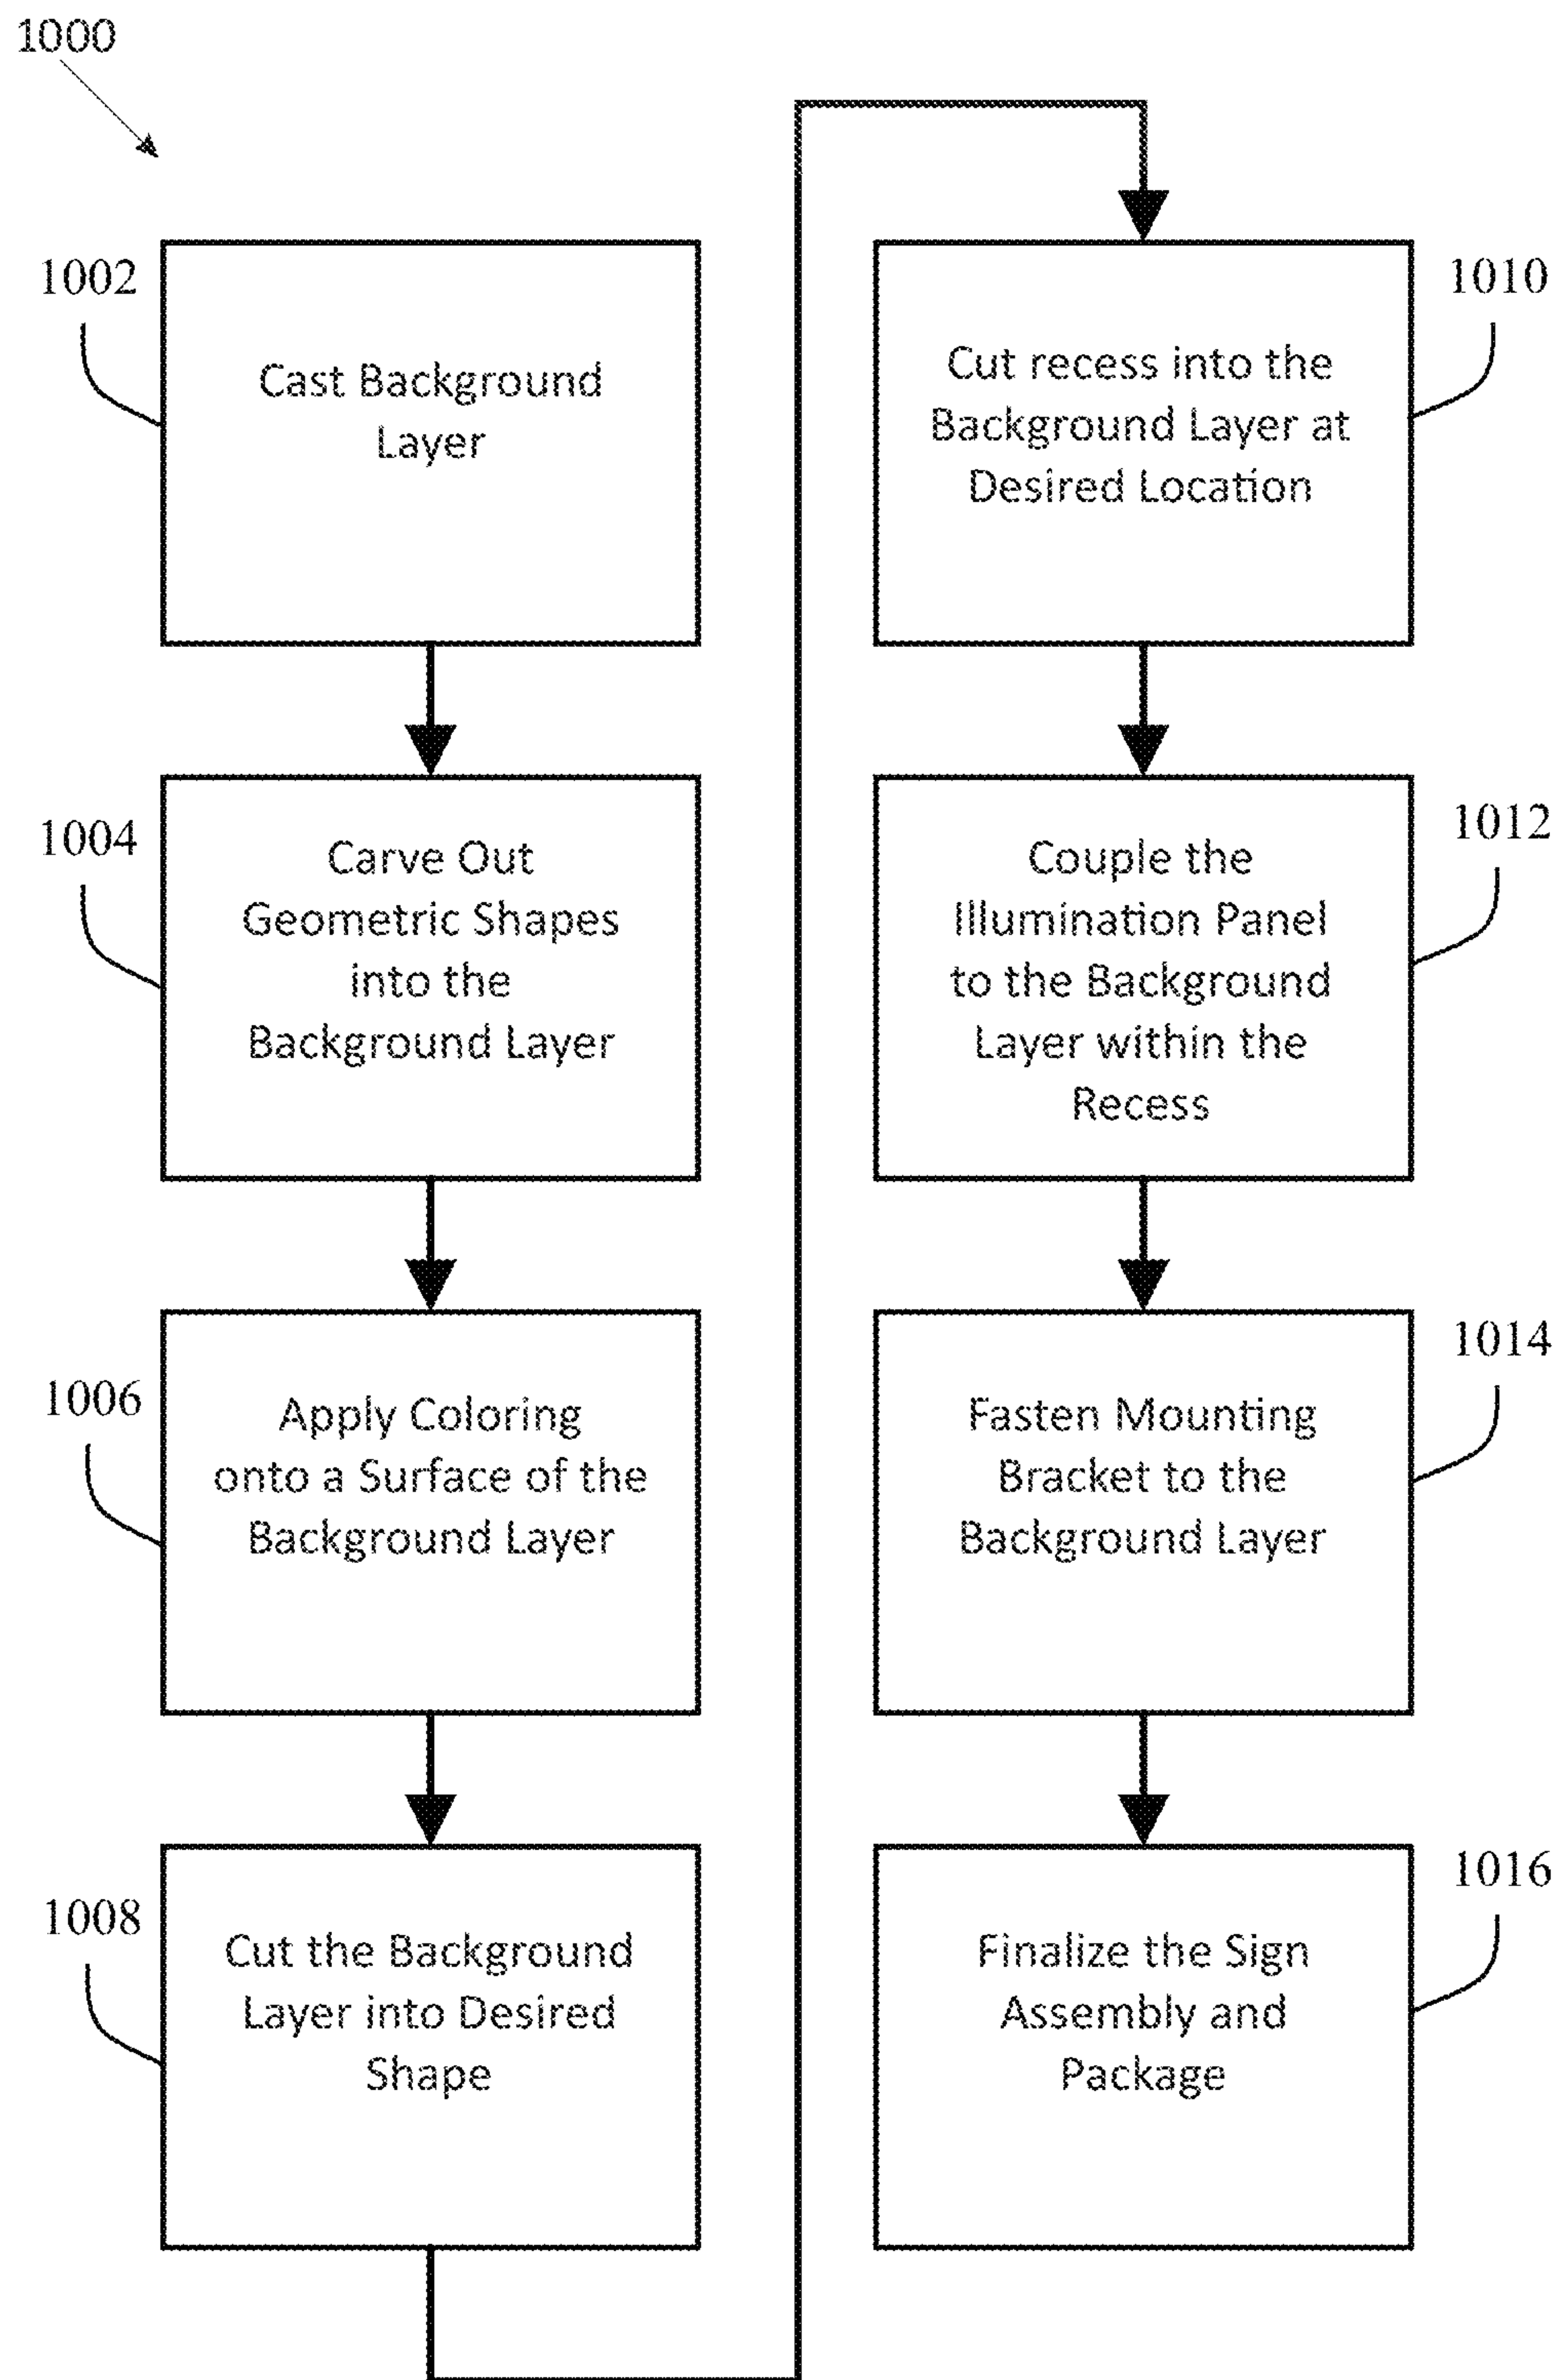 1000
1002
Cast Background
Layer
1004
Carve Out
Geometric Shapes
into the
Background Layer
1006
Apply Coloring
onto a Surface of the
Background Layer
1008
Cut the Background
Layer into Desired
Shape
1010
Cut recess into the
Background Layer at
Desired Location
1012
Couple the
Illumination Panel
to the Background
Layer within the
Recess
1014
Fasten Mounting
Bracket to the
Background Layer
1016
Finalize the Sign
Assembly and
Package